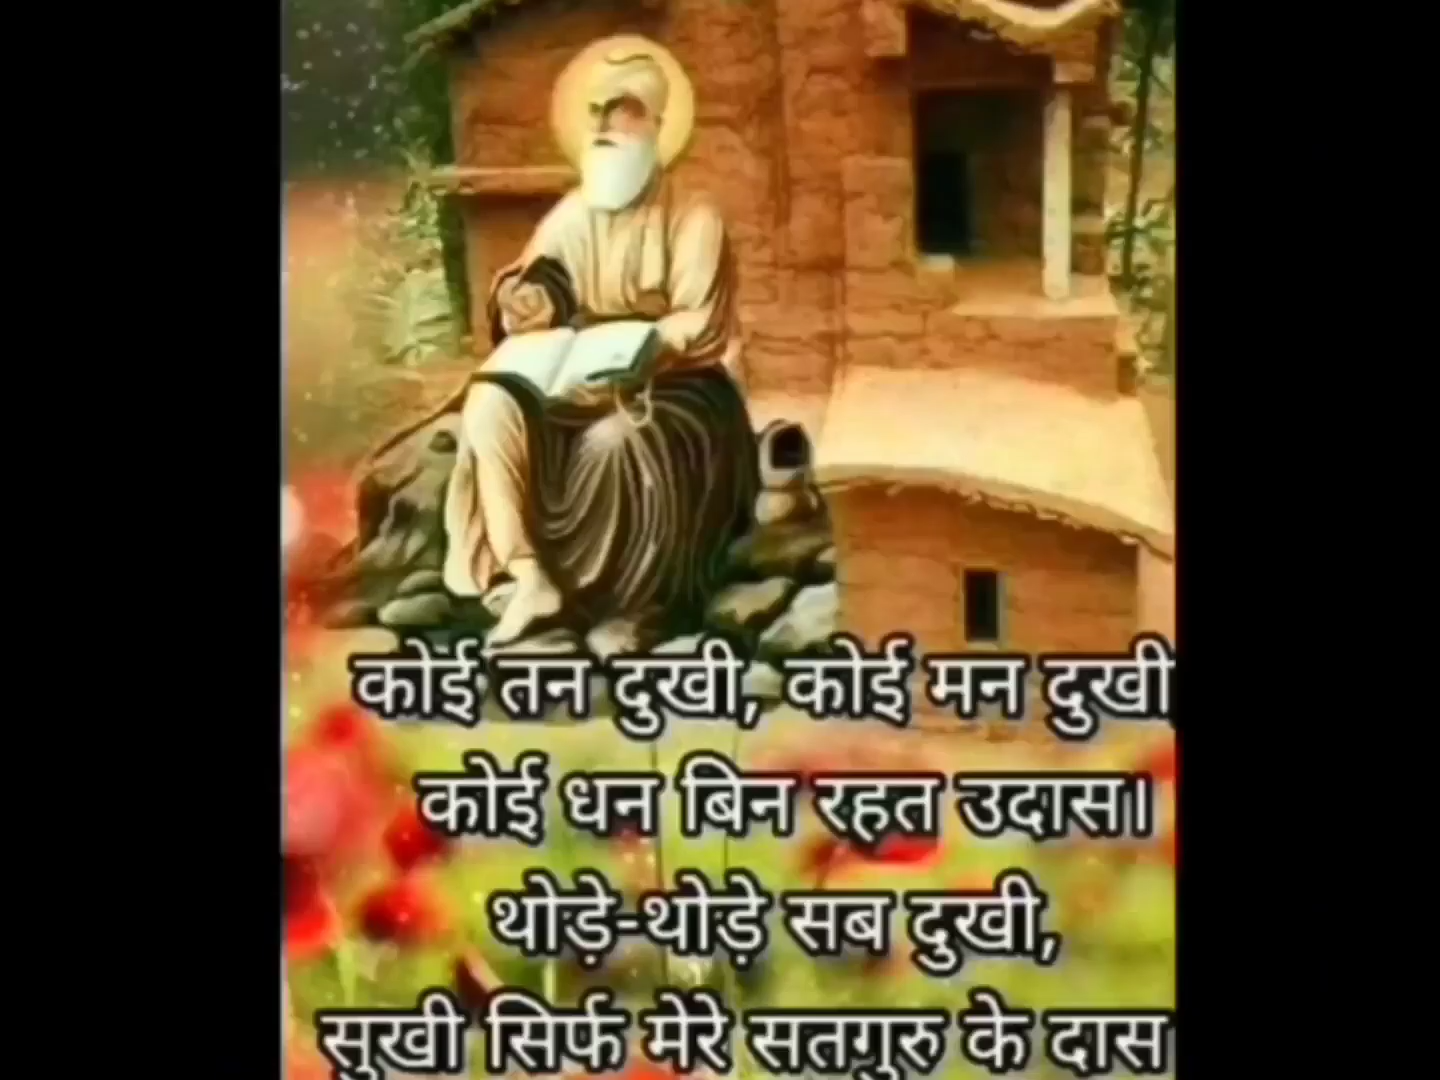 कोई तन दुखी, कोई मन दुखी
कोई धन बिन रहत उदास।
थोड़े-थोड़े सब दुखी,
सुखी सिर्फ मेरे सतगुरु के दास